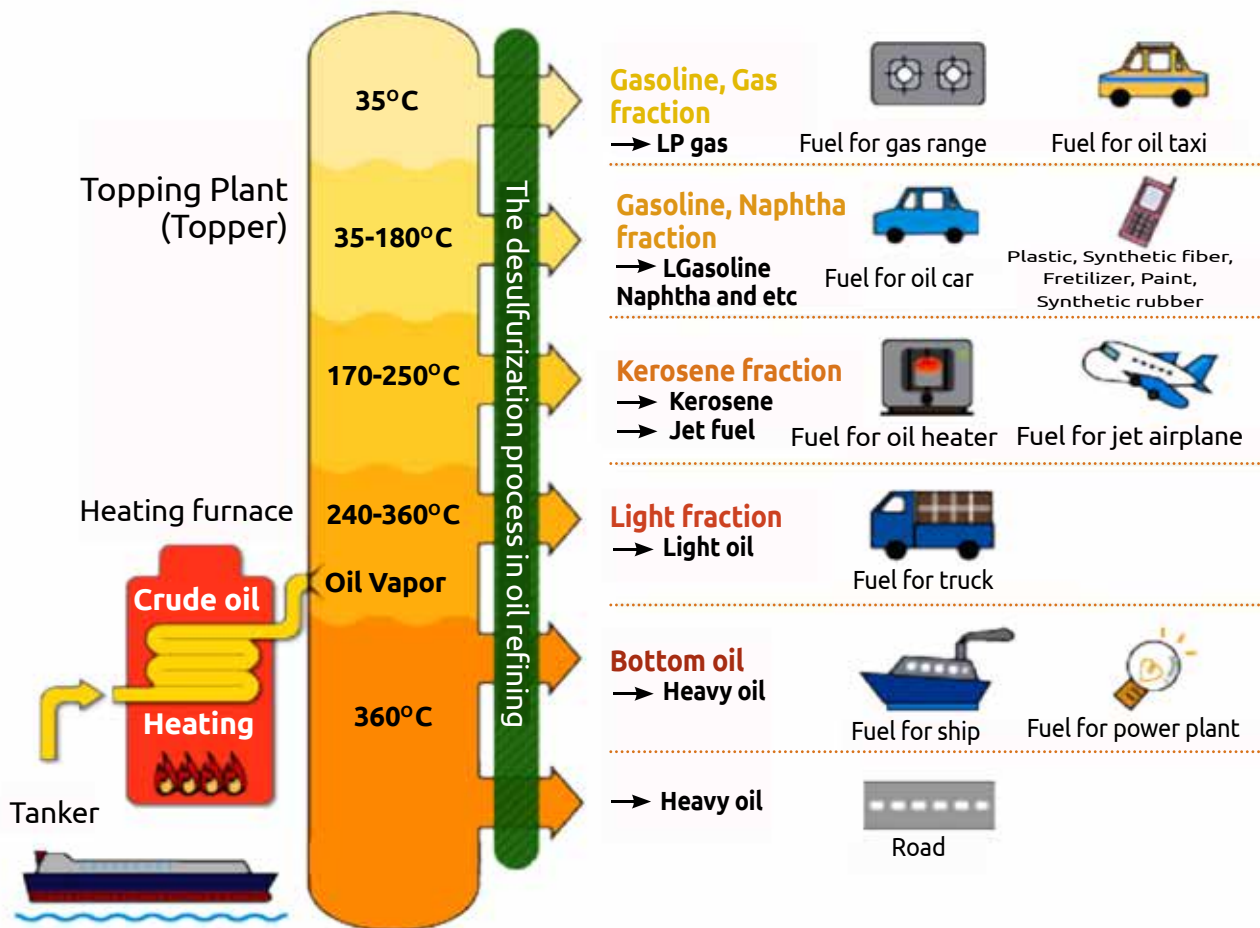 Topping Plant
(Topper)
Heating furnace
Crude oil
Heating
Tanker
35°C
35-180°C
170-250°C
240-360°C
Oil Vapor
360°C
The desulfurization process in oil refining
Gasoline, Gas
fraction
→ LP gas
Fuel for gas range
Fuel for oil taxi
Gasoline, Naphtha
fraction
→ LGasoline
Naphtha and etc
Fuel for oil car
Plastic, Synthetic fiber,
Fretilizer, Paint,
Synthetic rubber
Kerosene fraction
→ Kerosene
→ Jet fuel
Fuel for oil heater
Fuel for jet airplane
Light fraction
→ Light oil
Fuel for truck
Bottom oil
→ Heavy oil
Fuel for ship
Fuel for power plant
→ Heavy oil
Road